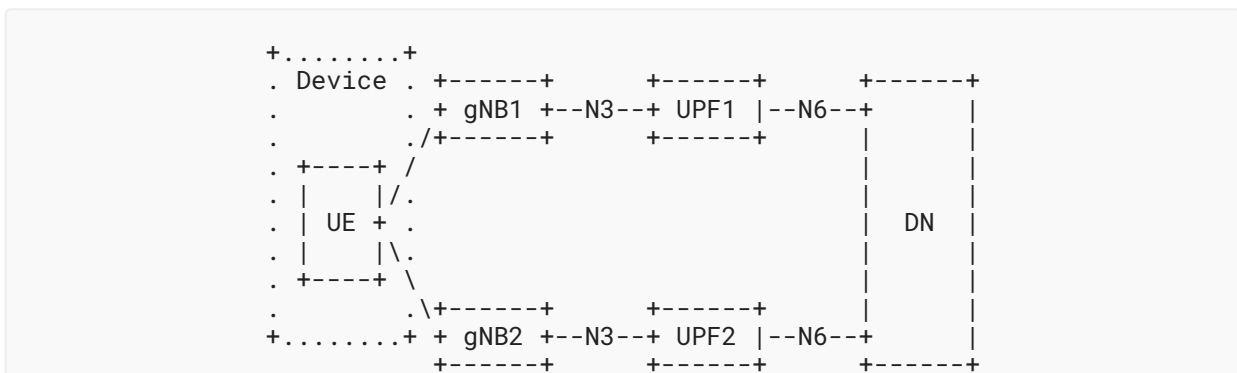 +........+
. Device . +------+      +------+      +------+
.        . + gNB1 +--N3--+ UPF1 |--N6--+      |
.        ./+------+      +------+      |      |
. +----+ /                             |      |
. |    |/.                             |      |
. | UE + .                             |  DN  |
. |    |\.                             |      |
. +----+ \                             |      |
.        .\+------+      +------+      |      |
+........+ + gNB2 +--N3--+ UPF2 |--N6--+      |
           +------+      +------+      +------+